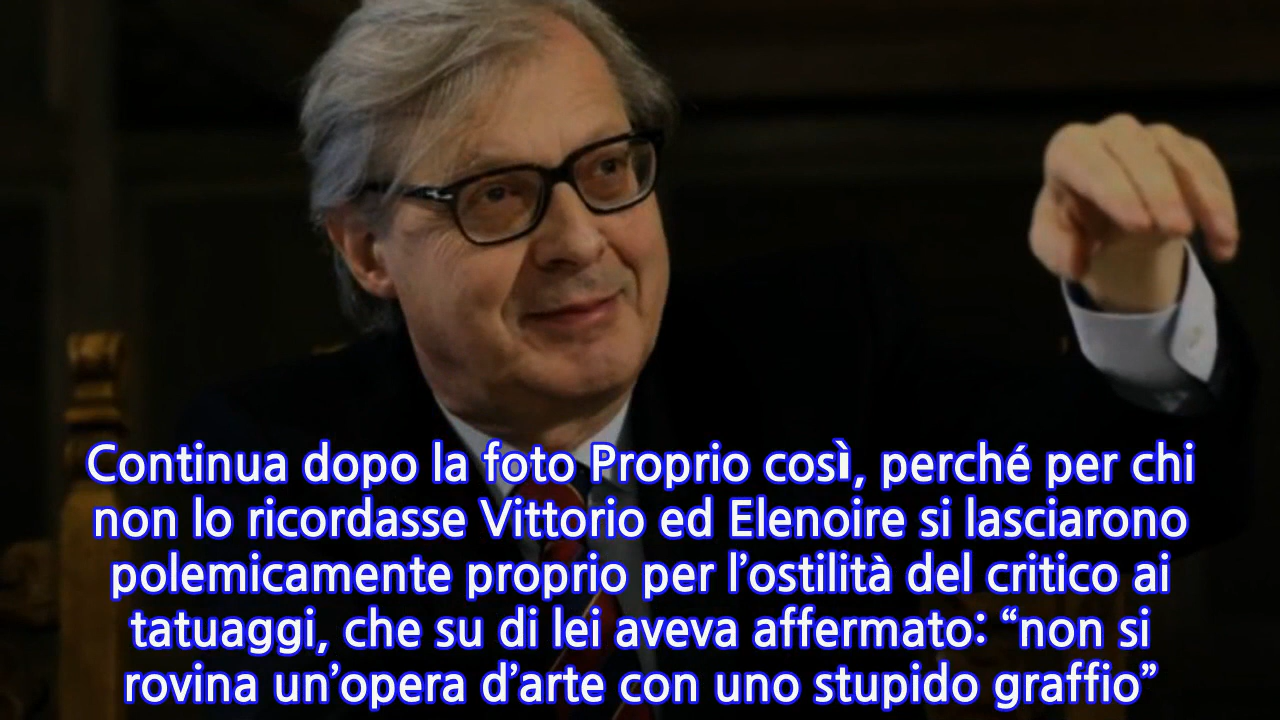 Continua dopo la foto Proprio così, perché per chi
non lo ricordasse Vittorio ed Elenoire si lasciarono
polemicamente proprio per l’ostilità del critico ai
tatuaggi, che su di lei aveva affermato: “non si
rovina un’opera d’arte con uno stupido graffio”